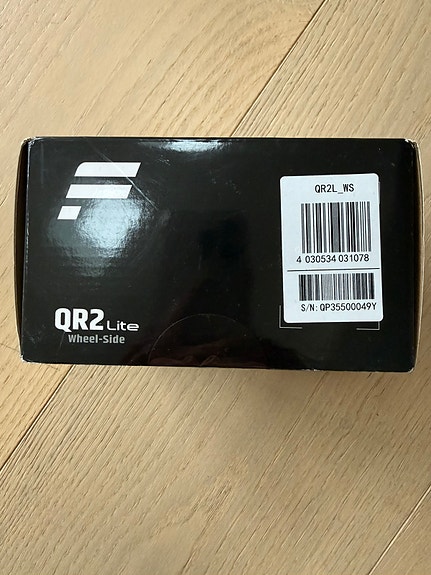 QR2L_WS
4 030534 031078
S/N: QP35500049Y
QR2 Lite
Wheel-Side